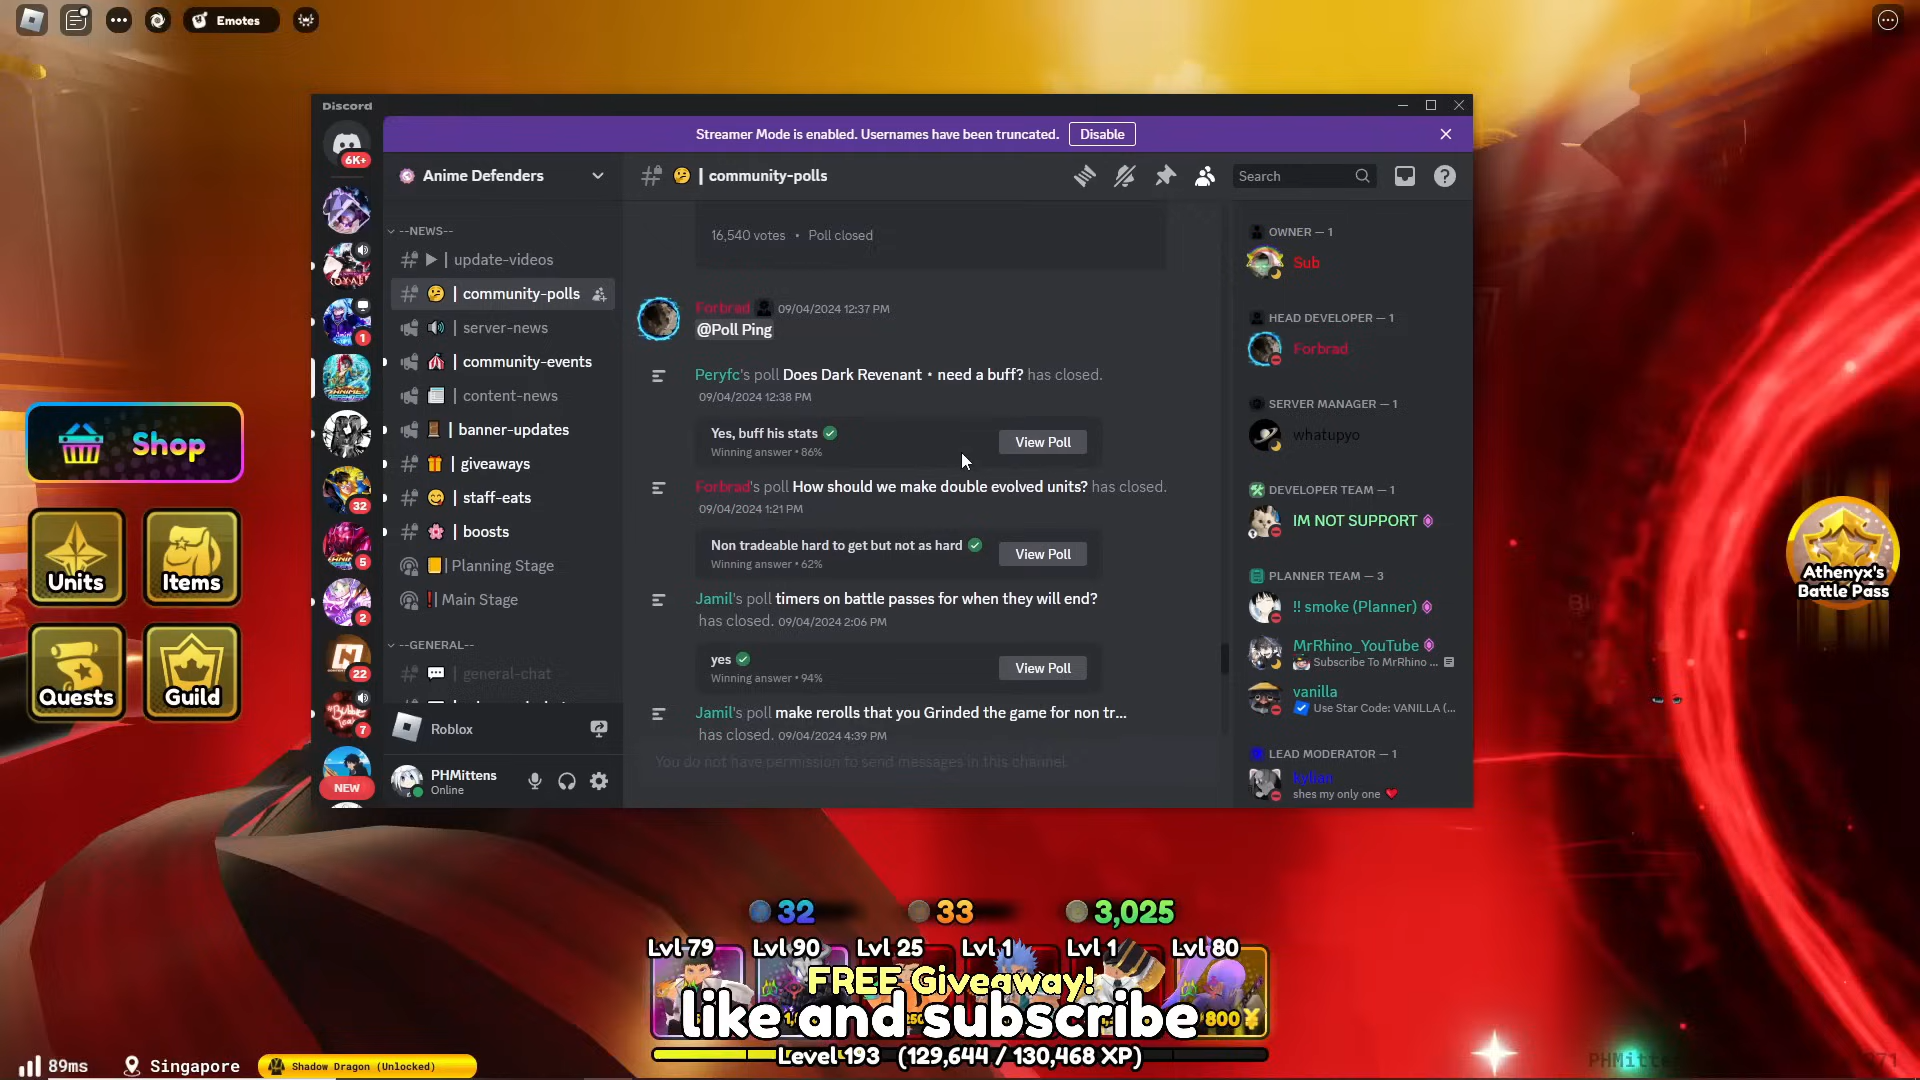 Emotes
Discord
6K+
Streamer Mode is enabled. Usernames have been truncated.
Disable
Anime Defenders
| community-polls
Search
--NEWS--
| update-videos
| community-polls
| server-news
| community-events
| content-news
| banner-updates
| giveaways
| staff-eats
| boosts
| Planning Stage
| Main Stage
--GENERAL--
| general-chat
1
32
5
2
22
7
NEW
Roblox
PHMittens
Online
16,540 votes • Poll closed
Forbrad 09/04/2024 12:37 PM
@Poll Ping
Peryfc's poll Does Dark Revenant • need a buff? has closed.
09/04/2024 12:38 PM
Yes, buff his stats
Winning answer • 86%
View Poll
Forbrad's poll How should we make double evolved units? has closed.
09/04/2024 1:21 PM
Non tradeable hard to get but not as hard
Winning answer • 62%
View Poll
Jamil's poll timers on battle passes for when they will end?
has closed. 09/04/2024 2:06 PM
yes
Winning answer • 94%
View Poll
Jamil's poll make rerolls that you Grinded the game for non tr...
has closed. 09/04/2024 4:39 PM
You do not have permission to send messages in this channel.
OWNER — 1
Sub
HEAD DEVELOPER — 1
Forbrad
SERVER MANAGER — 1
whatupyo
DEVELOPER TEAM — 1
IM NOT SUPPORT
PLANNER TEAM — 3
!! smoke (Planner)
MrRhino_YouTube
Subscribe To MrRhino ...
vanilla
Use Star Code: VANILLA (...
LEAD MODERATOR — 1
kylian
shes my only one
Shop
Units
Items
Quests
Guild
Athenyx's
Battle Pass
32
33
3,025
Lvl 79
Lvl 90
Lvl 25
Lvl 1
Lvl 1
Lvl 80
FREE Giveaway!
like and subscribe
800¥
Level 193 (129,644 / 130,468 XP)
89ms
Singapore
Shadow Dragon (Unlocked)